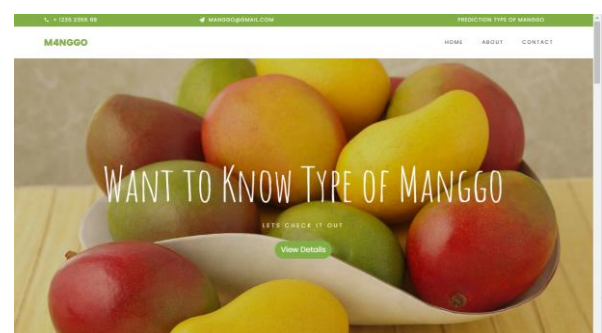 + 1235 2355 98
MANGGO@GMAIL.COM
PREDICTION TYPE OF MANGGO
M4NGGO
HOME
ABOUT
CONTACT
WANT TO KNOW TYPE OF MANGGO
LETS CHECK IT OUT
View Details